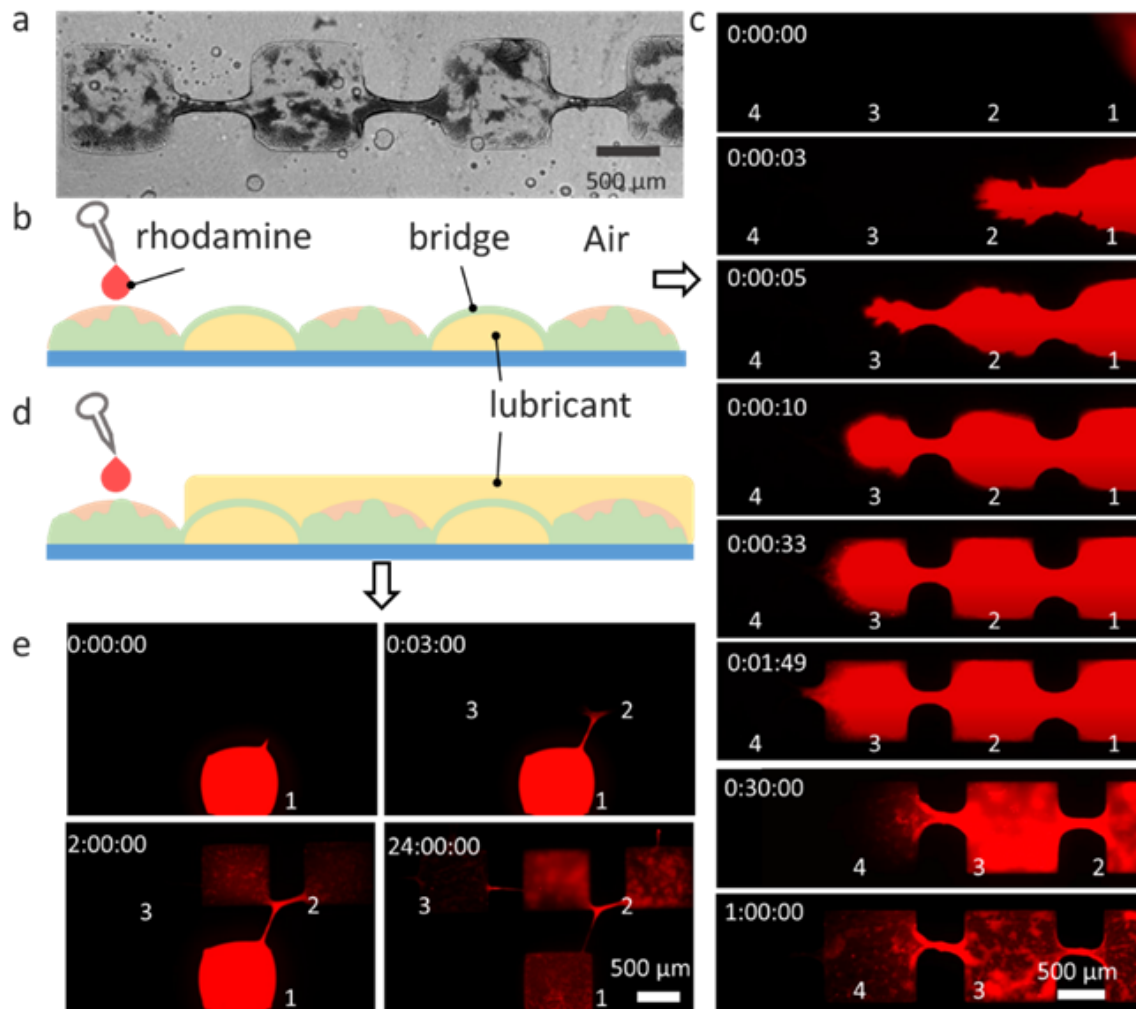 a
500 µm
b
rhodamine
bridge
Air
lubricant
d
c
0:00:00
4 3 2 1
0:00:03
4 3 2 1
0:00:05
4 3 2 1
0:00:10
4 3 2 1
0:00:33
4 3 2 1
0:01:49
4 3 2 1
0:30:00
4 3 2
1:00:00
500 µm
4 3
e
0:00:00
1
0:03:00
3 2
1
2:00:00
3 2
1
24:00:00
3 2
500 µm
1